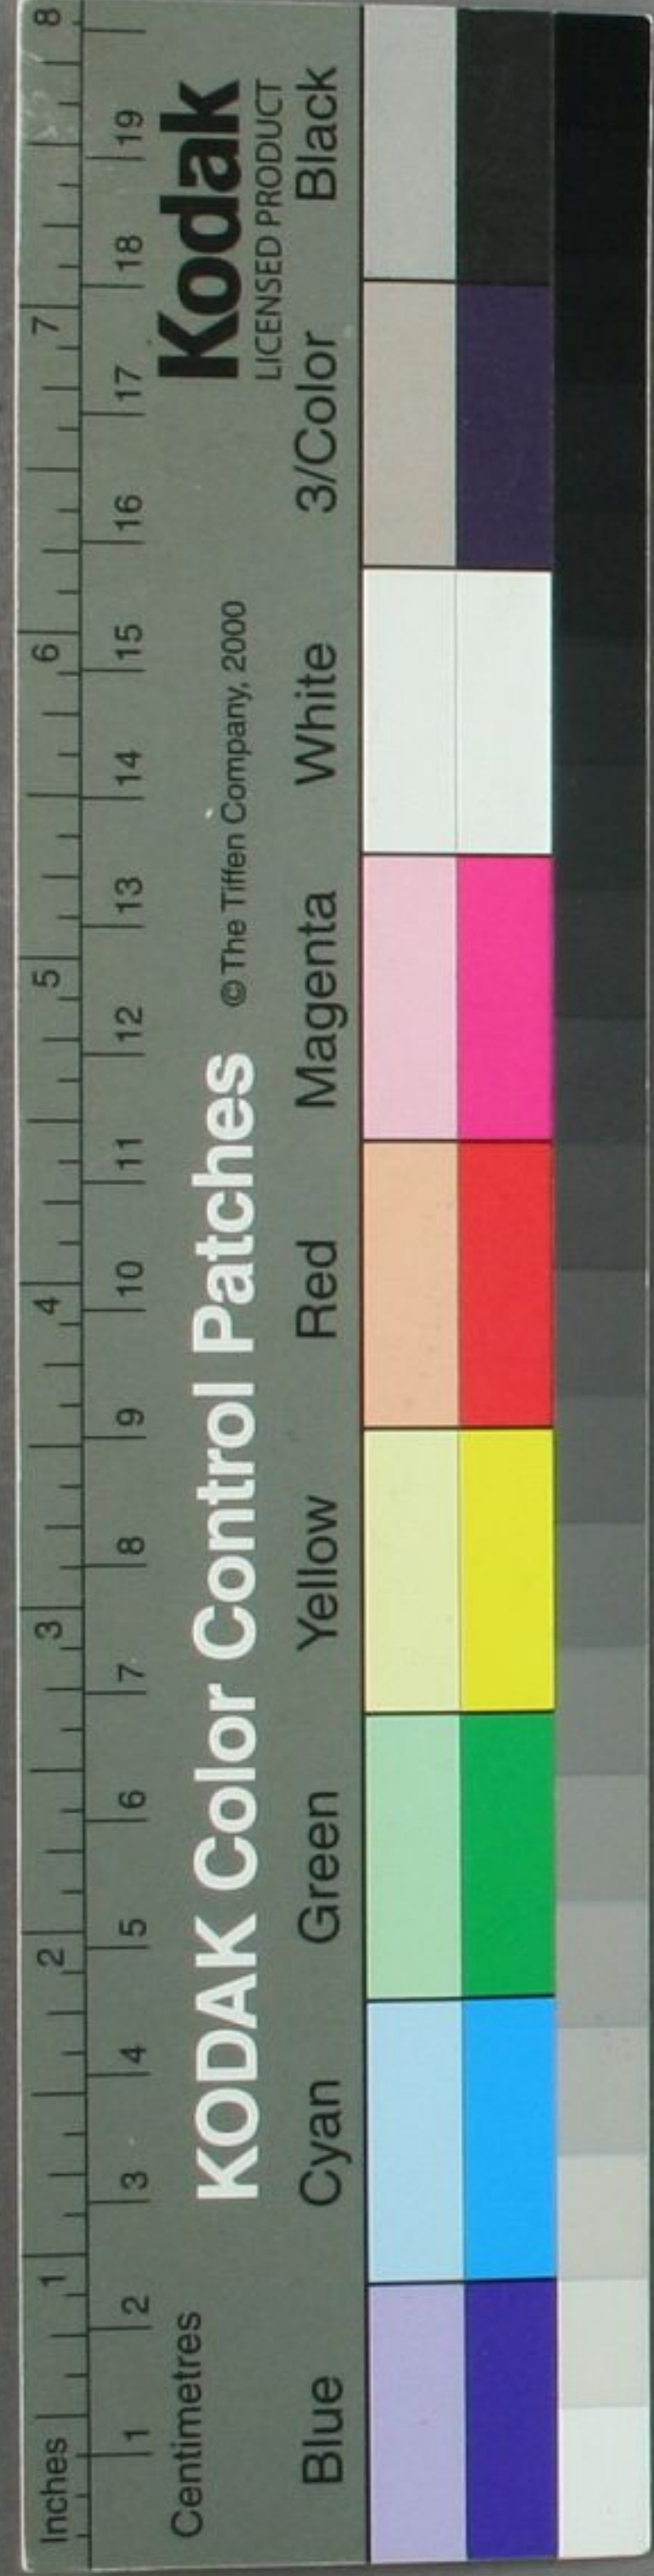 Inches 1 2 3 4 5 6 7 8
1 2 3 4 5 6 7 8 9 10 11 12 13 14 15 16 17 18 19
Centimetres
KODAK Color Control Patches
© The Tiffen Company, 2000
Kodak
LICENSED PRODUCT
Blue Cyan Green Yellow Red Magenta White 3/Color Black